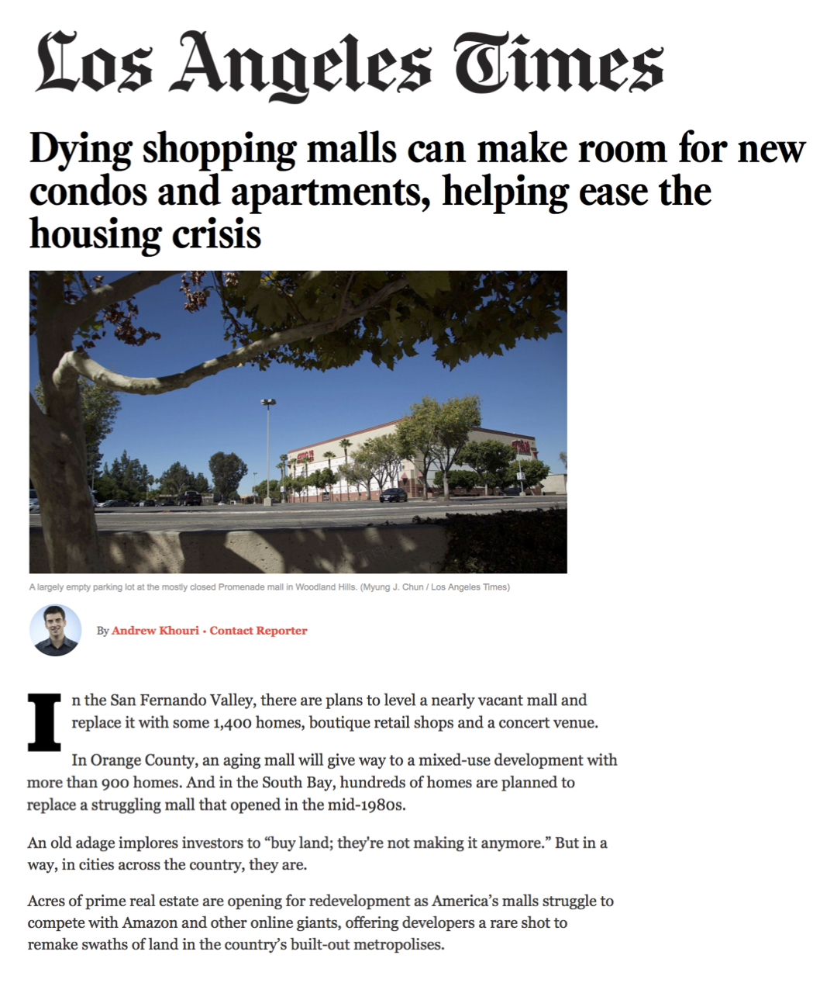 Los Angeles Times
Dying shopping malls can make room for new
condos and apartments, helping ease the
housing crisis
A largely empty parking lot at the mostly closed Promenade mall in Woodland Hills. (Myung J. Chun / Los Angeles Times)
By Andrew Khouri • Contact Reporter
In the San Fernando Valley, there are plans to level a nearly vacant mall and
replace it with some 1,400 homes, boutique retail shops and a concert venue.
In Orange County, an aging mall will give way to a mixed-use development with
more than 900 homes. And in the South Bay, hundreds of homes are planned to
replace a struggling mall that opened in the mid-1980s.
An old adage implores investors to “buy land; they're not making it anymore.” But in a
way, in cities across the country, they are.
Acres of prime real estate are opening for redevelopment as America’s malls struggle to
compete with Amazon and other online giants, offering developers a rare shot to
remake swaths of land in the country’s built-out metropolises.